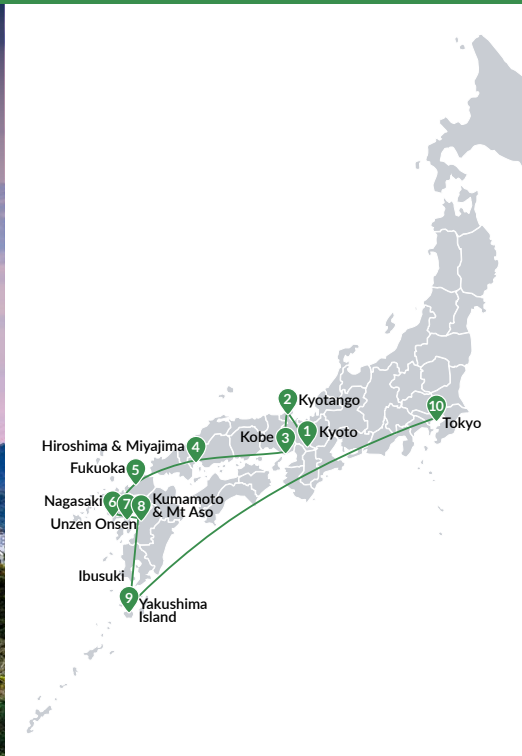 2 Kyotango
10
Tokyo
1 Kyoto
Kobe 3
Hiroshima & Miyajima 4
Fukuoka 5
Nagasaki 6 7 8 Kumamoto
& Mt Aso
Unzen Onsen
Ibusuki
9 Yakushima
Island